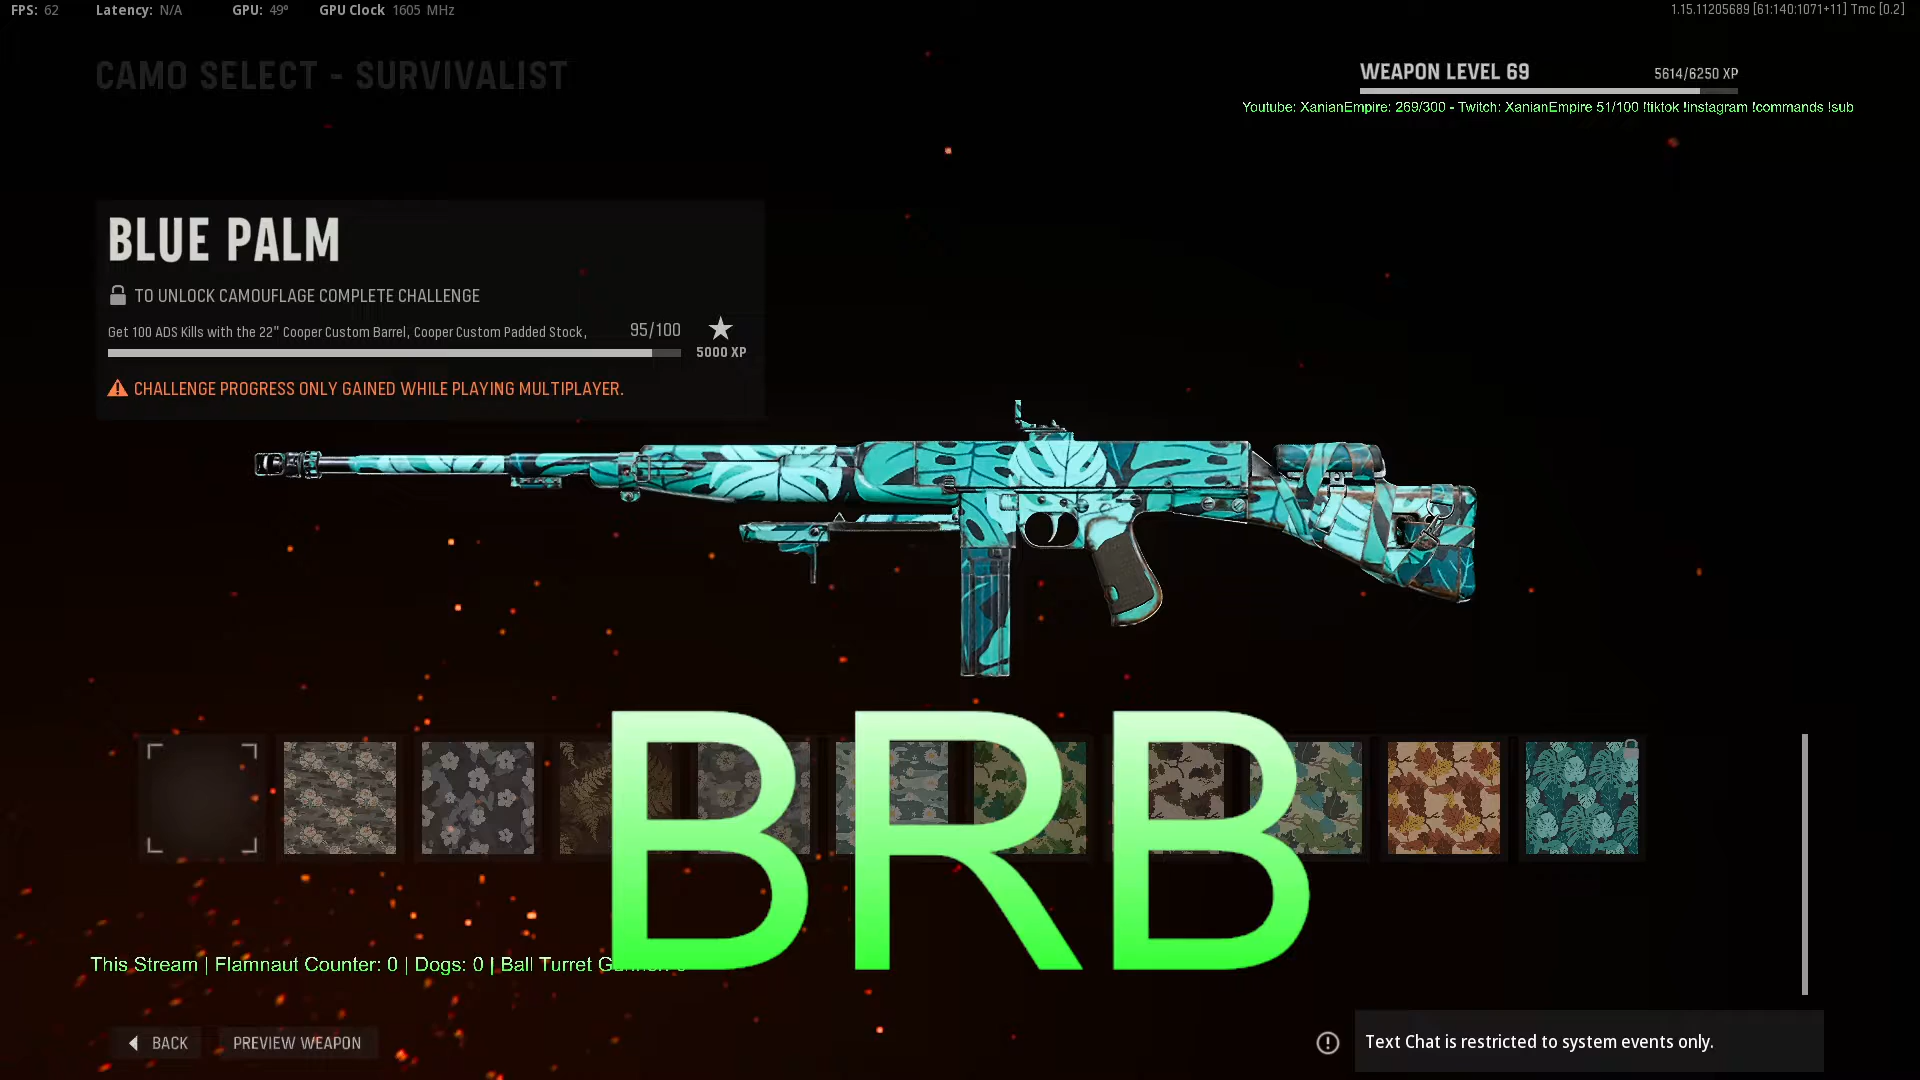 FPS: 62 Latency: N/A GPU: 49° GPU Clock 1605 MHz
1.15.11205689 [61:140:1071+11] Tmc [0.2]
CAMO SELECT - SURVIVALIST
WEAPON LEVEL 69 5614/6250 XP
Youtube: XanianEmpire: 269/300 - Twitch: XanianEmpire 51/100 !tiktok !instagram !commands !sub
BLUE PALM
TO UNLOCK CAMOUFLAGE COMPLETE CHALLENGE
Get 100 ADS Kills with the 22" Cooper Custom Barrel, Cooper Custom Padded Stock, 95/100
5000 XP
CHALLENGE PROGRESS ONLY GAINED WHILE PLAYING MULTIPLAYER.
BRB
This Stream | Flamnaut Counter: 0 | Dogs: 0 | Ball Turret
BACK PREVIEW WEAPON
Text Chat is restricted to system events only.